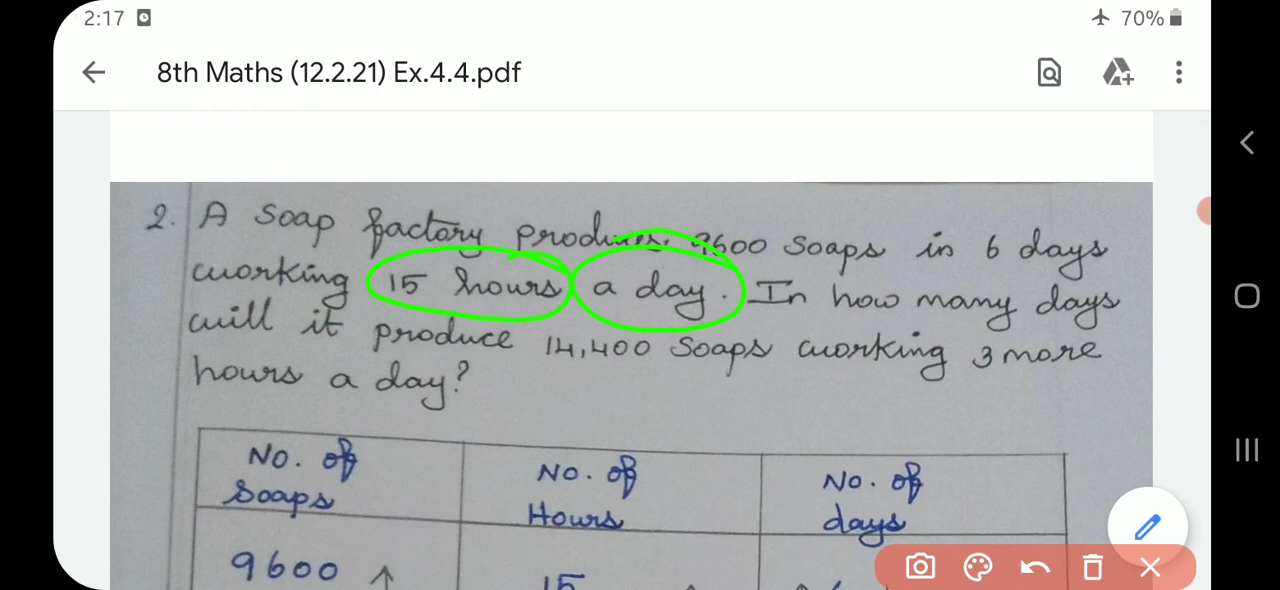 2:17
70%
8th Maths (12.2.21) Ex.4.4.pdf
2. A Soap factory produces 9600 Soaps in 6 days
working 15 hours a day. In how many days
will it produce 14,400 Soaps working 3 more
hours a day?
No. of Soaps
No. of Hours
No. of days
9600
15